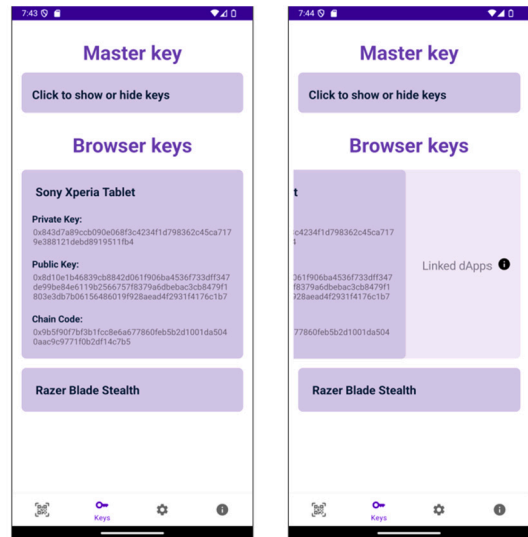 7:43
Master key
Click to show or hide keys
Browser keys
Sony Xperia Tablet
Private Key:
0x843d7a89ccb090e068f3c4234f1d798362c45ca717
9e388121debd8919511fb4
Public Key:
0x8d10e1b46839cb8842d061f906ba4536f733dff347
de99be84e6119b2566757f8379a6dbebac3cb8479f1
803e3db7b06156486019f928aead4f2931f4176c1b7
Chain Code:
0x9b5f90f7bf3b1fcc8e6a677860feb5b2d1001da504
0aac9c9771f0b2df14c7b5
Razer Blade Stealth
Keys
7:44
Master key
Click to show or hide keys
Browser keys
t
c4234f1d798362c45ca717
061f906ba4536f733dff347
f8379a6dbebac3cb8479f1
928aead4f2931f4176c1b7
77860feb5b2d1001da504
Linked dApps
Razer Blade Stealth
Keys